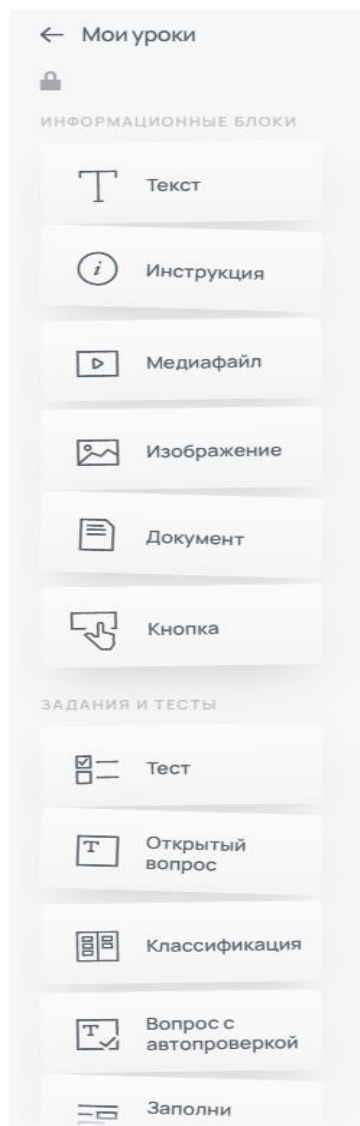 Мои уроки
ИНФОРМАЦИОННЫЕ БЛОКИ
Текст
Инструкция
Медиафайл
Изображение
Документ
Кнопка
ЗАДАНИЯ И ТЕСТЫ
Тест
Открытый
вопрос
Классификация
Вопрос с
автопроверкой
Заполни